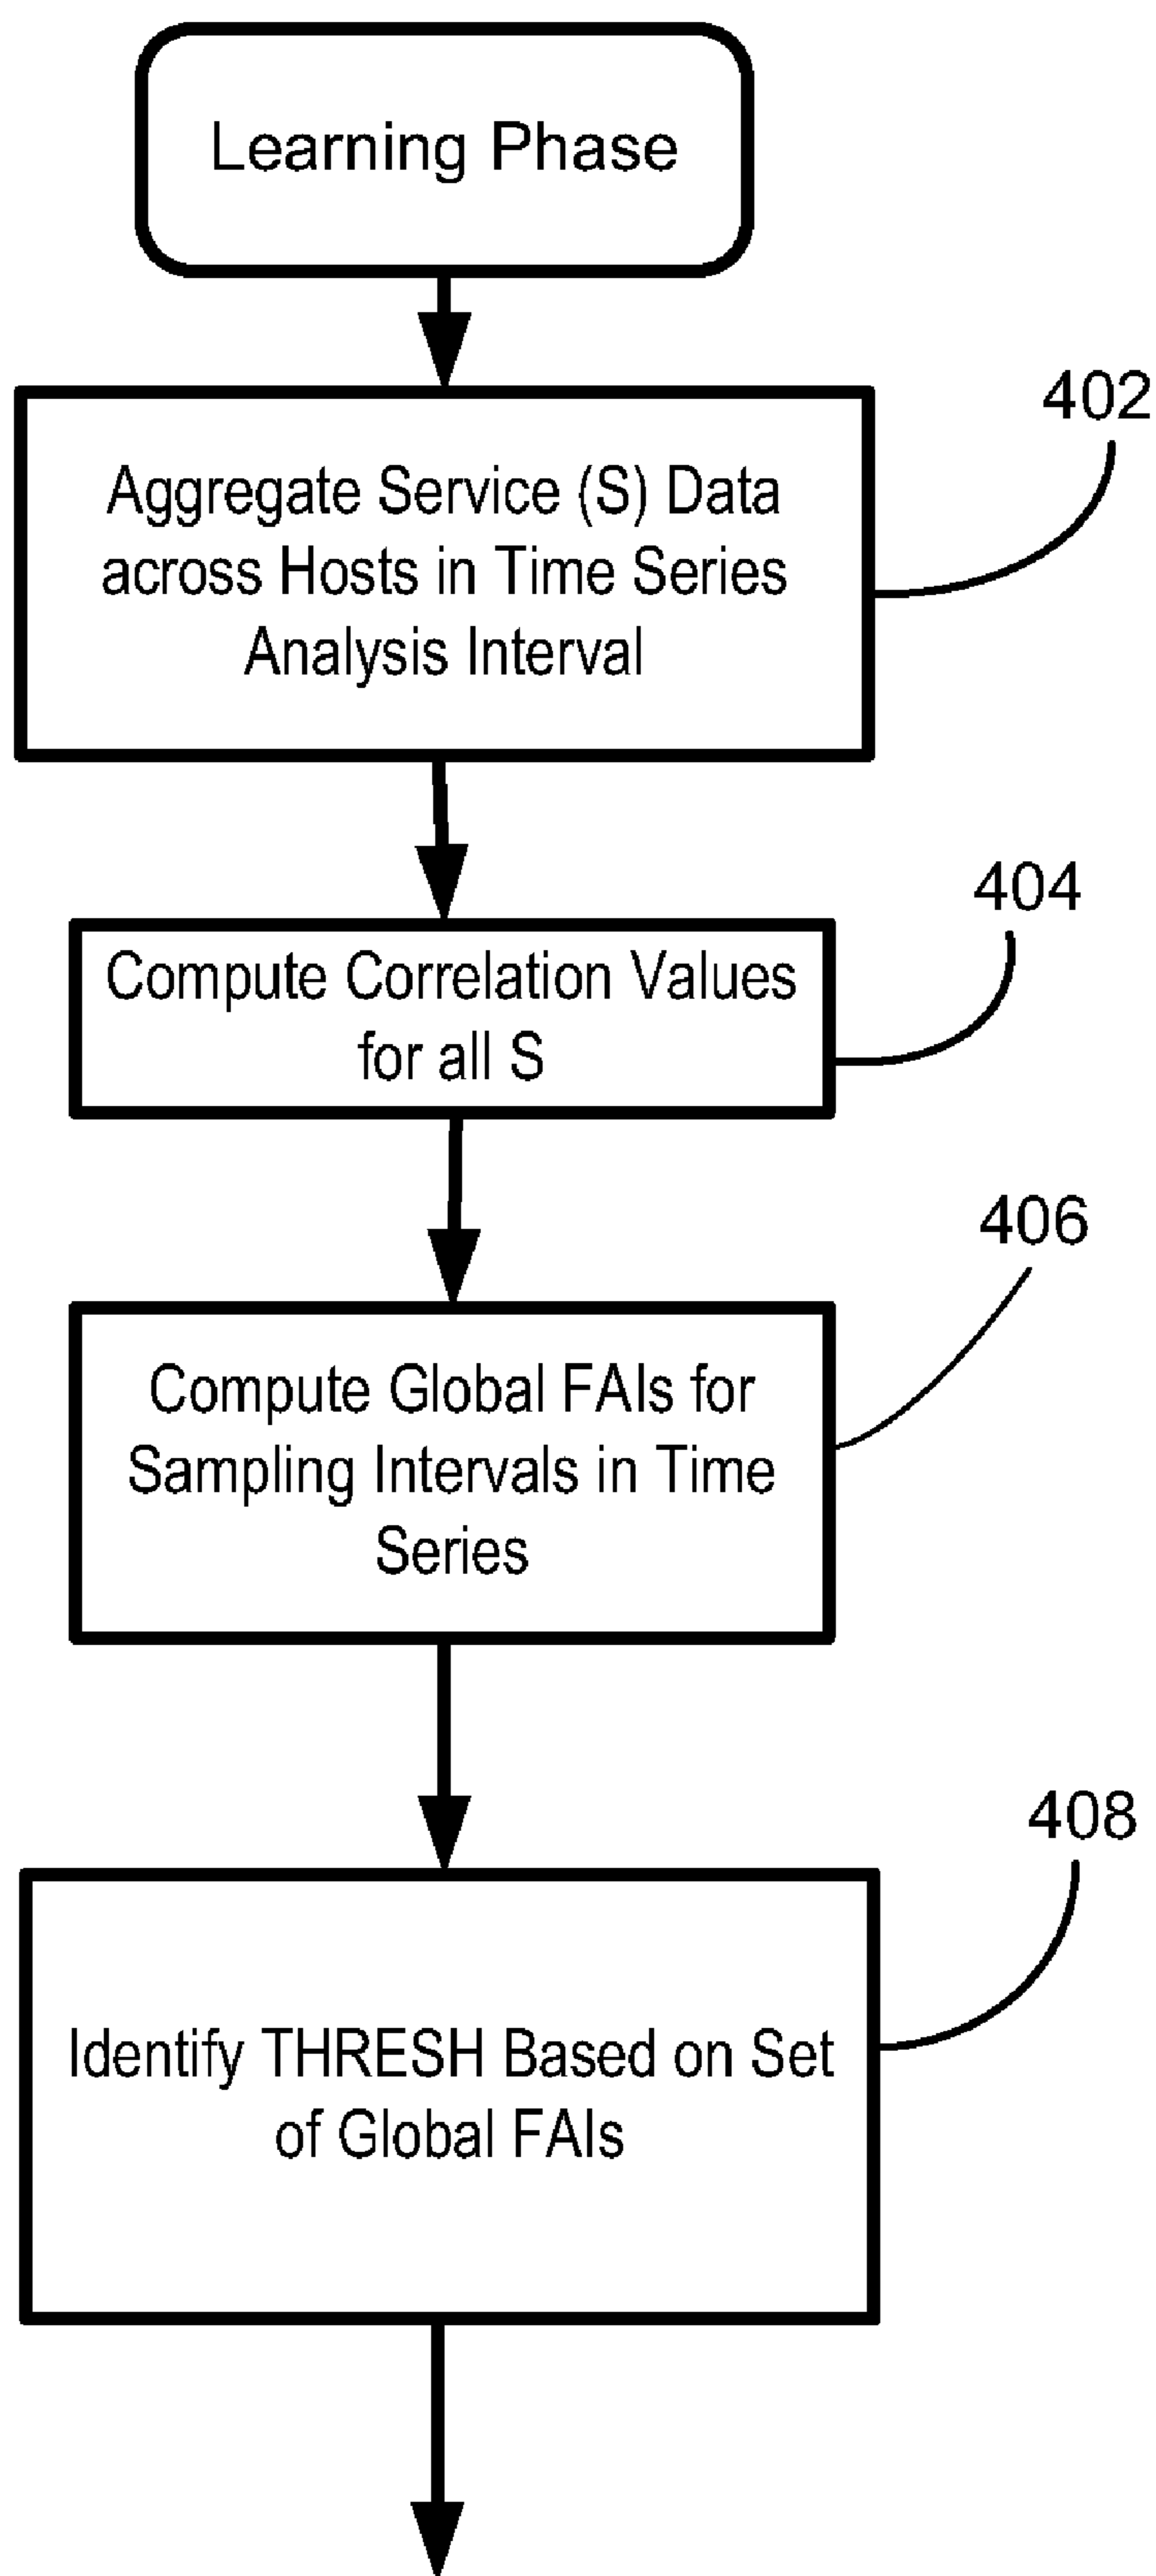 Learning Phase
402
Aggregate Service (S) Data
across Hosts in Time Series
Analysis Interval
404
Compute Correlation Values
for all S
406
Compute Global FAIs for
Sampling Intervals in Time
Series
408
Identify THRESH Based on Set
of Global FAIs